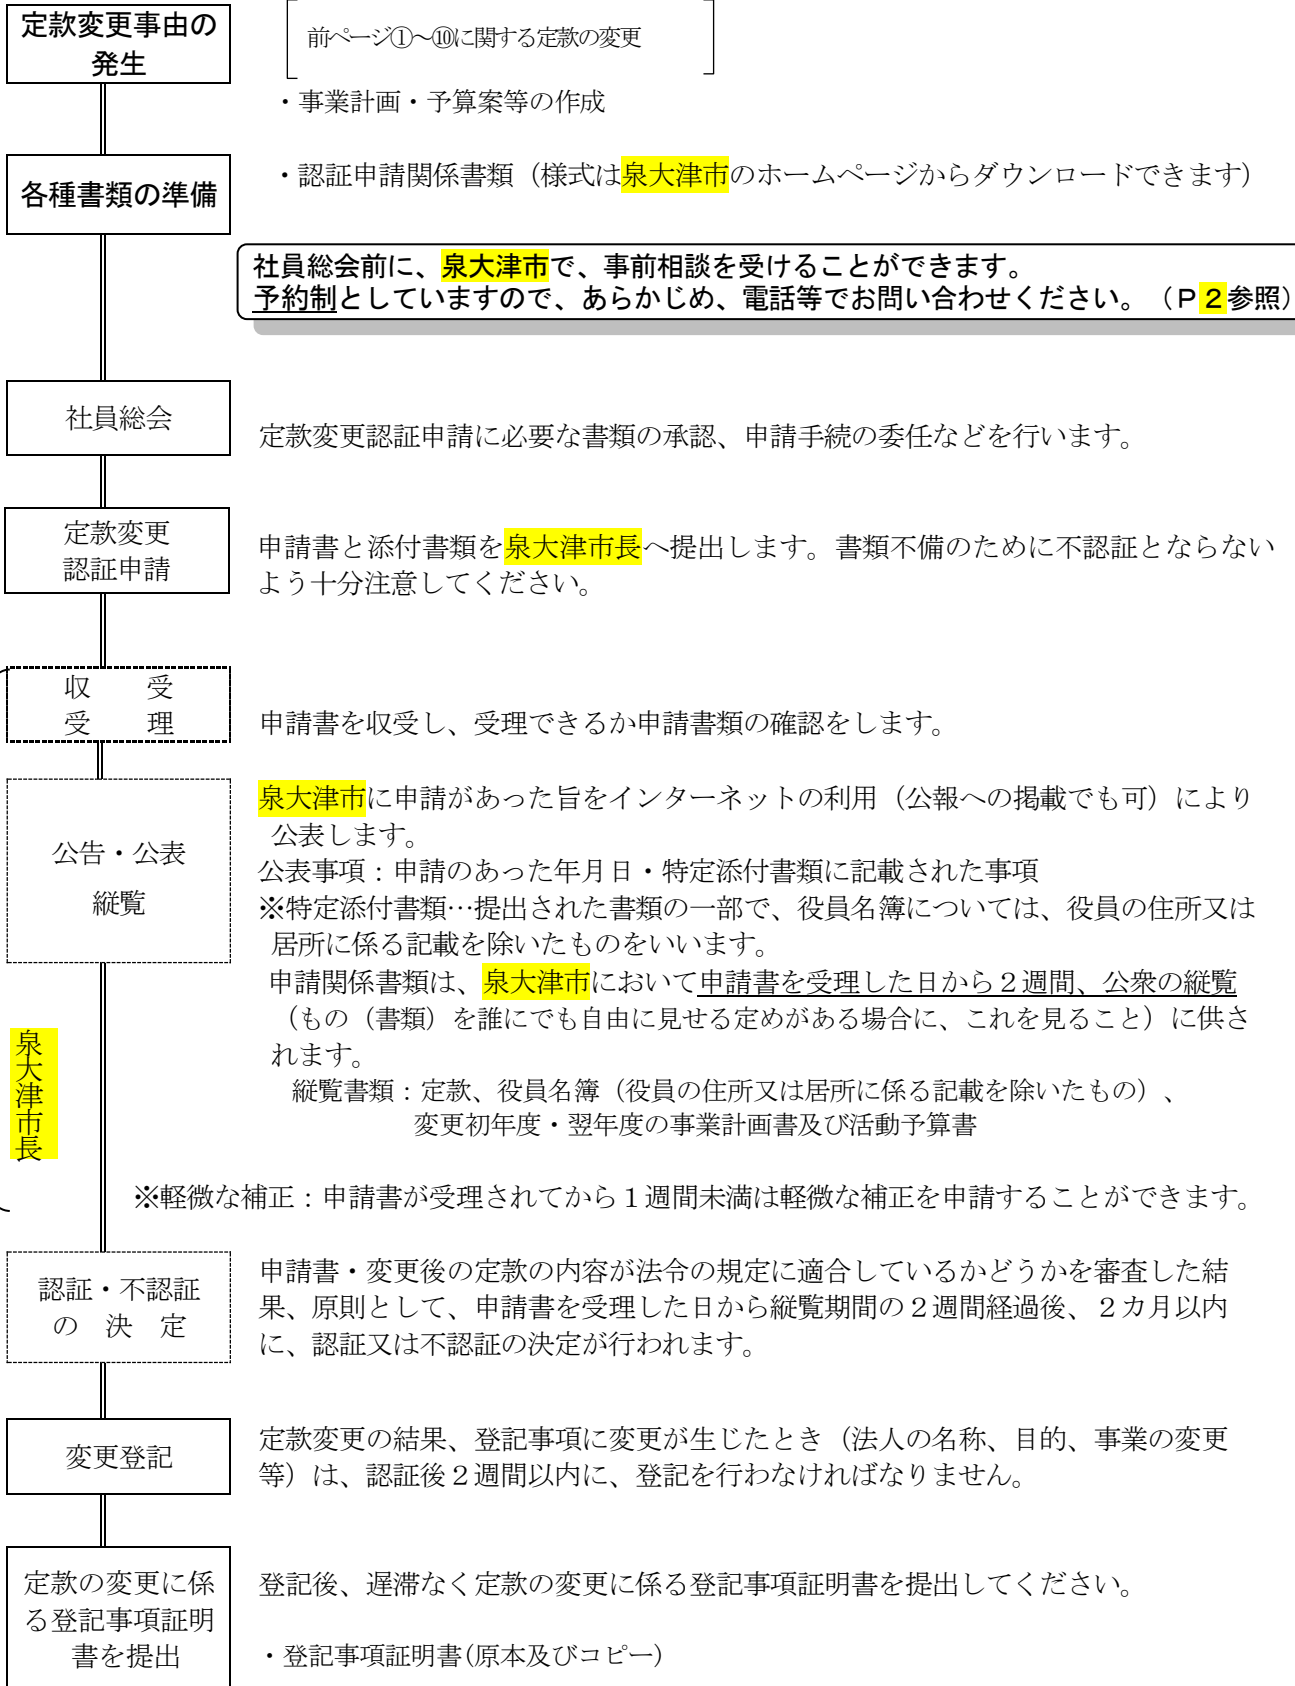 定款変更事由の
発生
前ページ①～⑩に関する定款の変更
・事業計画・予算案等の作成
各種書類の準備
・認証申請関係書類（様式は泉大津市のホームページからダウンロードできます）
社員総会前に、泉大津市で、事前相談を受けることができます。
予約制としていますので、あらかじめ、電話等でお問い合わせください。（Ｐ２参照）
社員総会
定款変更認証申請に必要な書類の承認、申請手続の委任などを行います。
定款変更
認証申請
申請書と添付書類を泉大津市長へ提出します。書類不備のために不認証とならない
よう十分注意してください。
収　　受
受　　理
申請書を収受し、受理できるか申請書類の確認をします。
公告・公表
縦覧
泉大津市に申請があった旨をインターネットの利用（公報への掲載でも可）により
公表します。
公表事項：申請のあった年月日・特定添付書類に記載された事項
※特定添付書類…提出された書類の一部で、役員名簿については、役員の住所又は
居所に係る記載を除いたものをいいます。
申請関係書類は、泉大津市において申請書を受理した日から２週間、公衆の縦覧
（もの（書類）を誰にでも自由に見せる定めがある場合に、これを見ること）に供さ
れます。
縦覧書類：定款、役員名簿（役員の住所又は居所に係る記載を除いたもの）、
変更初年度・翌年度の事業計画書及び活動予算書
泉大津市長
※軽微な補正：申請書が受理されてから１週間未満は軽微な補正を申請することができます。
認証・不認証
の　決　定
申請書・変更後の定款の内容が法令の規定に適合しているかどうかを審査した結
果、原則として、申請書を受理した日から縦覧期間の２週間経過後、２カ月以内
に、認証又は不認証の決定が行われます。
変更登記
定款変更の結果、登記事項に変更が生じたとき（法人の名称、目的、事業の変更
等）は、認証後２週間以内に、登記を行わなければなりません。
定款の変更に係
る登記事項証明
書を提出
登記後、遅滞なく定款の変更に係る登記事項証明書を提出してください。
・登記事項証明書(原本及びコピー)